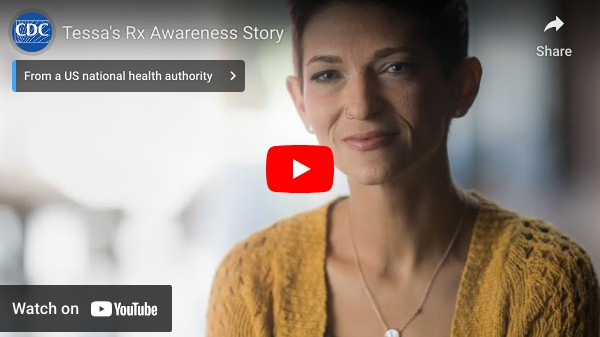 CDC
Tessa's Rx Awareness Story
Share
From a US national health authority
Watch on YouTube